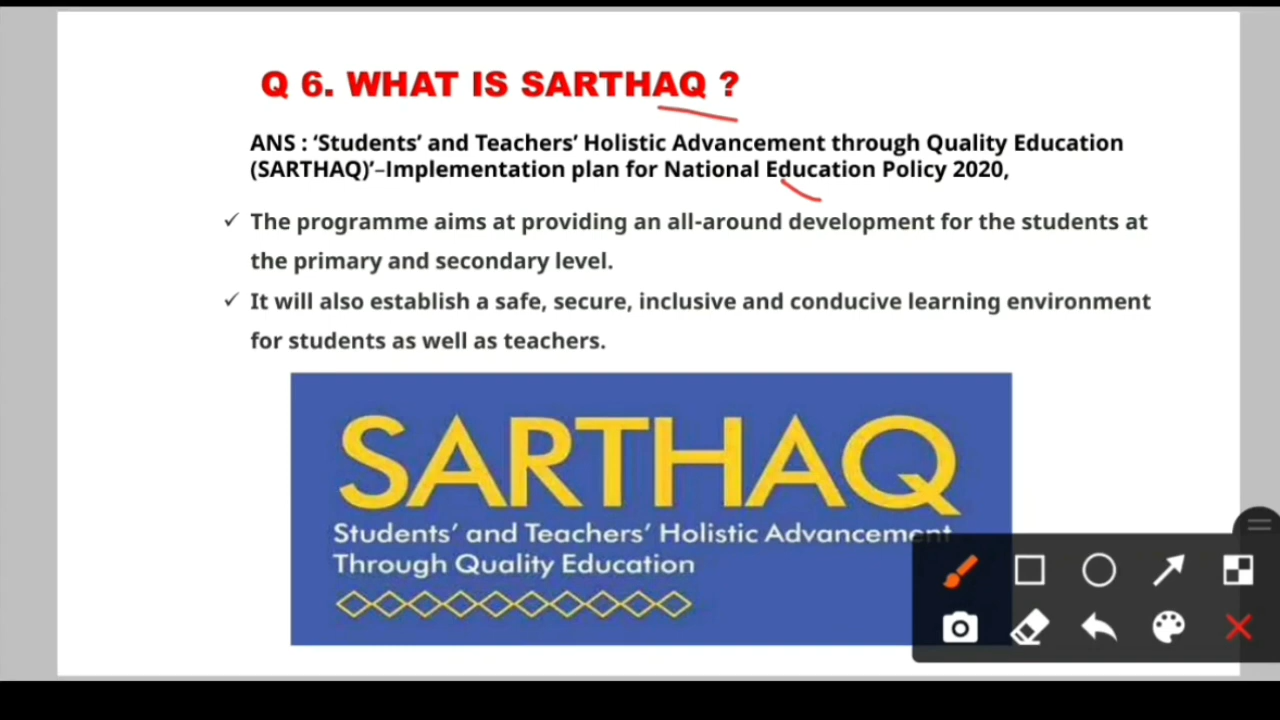 Q 6. WHAT IS SARTHAQ ?
ANS : ‘Students’ and Teachers’ Holistic Advancement through Quality Education
(SARTHAQ)’–Implementation plan for National Education Policy 2020,
✓ The programme aims at providing an all-around development for the students at
the primary and secondary level.
✓ It will also establish a safe, secure, inclusive and conducive learning environment
for students as well as teachers.
SARTHAQ
Students’ and Teachers’ Holistic Advancement
Through Quality Education